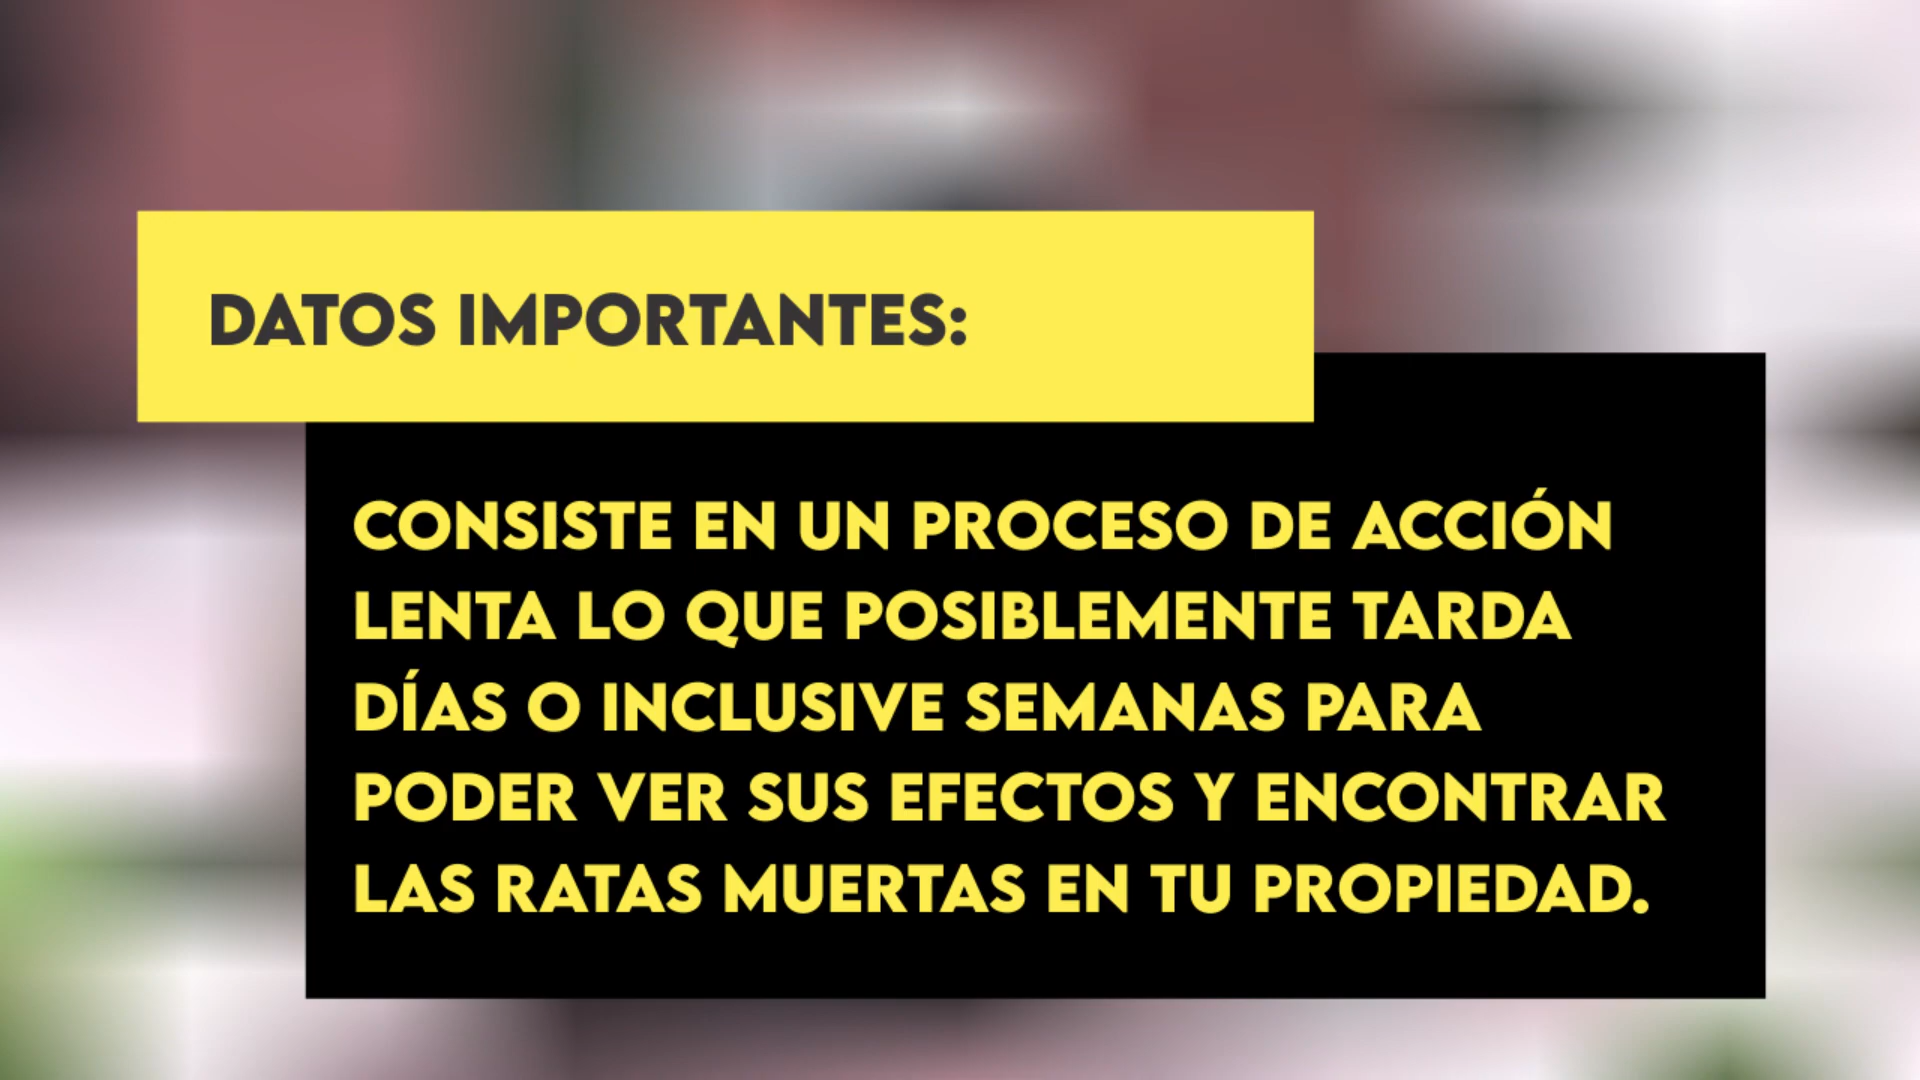 DATOS IMPORTANTES:
CONSISTE EN UN PROCESO DE ACCIÓN
LENTA LO QUE POSIBLEMENTE TARDA
DÍAS O INCLUSIVE SEMANAS PARA
PODER VER SUS EFECTOS Y ENCONTRAR
LAS RATAS MUERTAS EN TU PROPIEDAD.